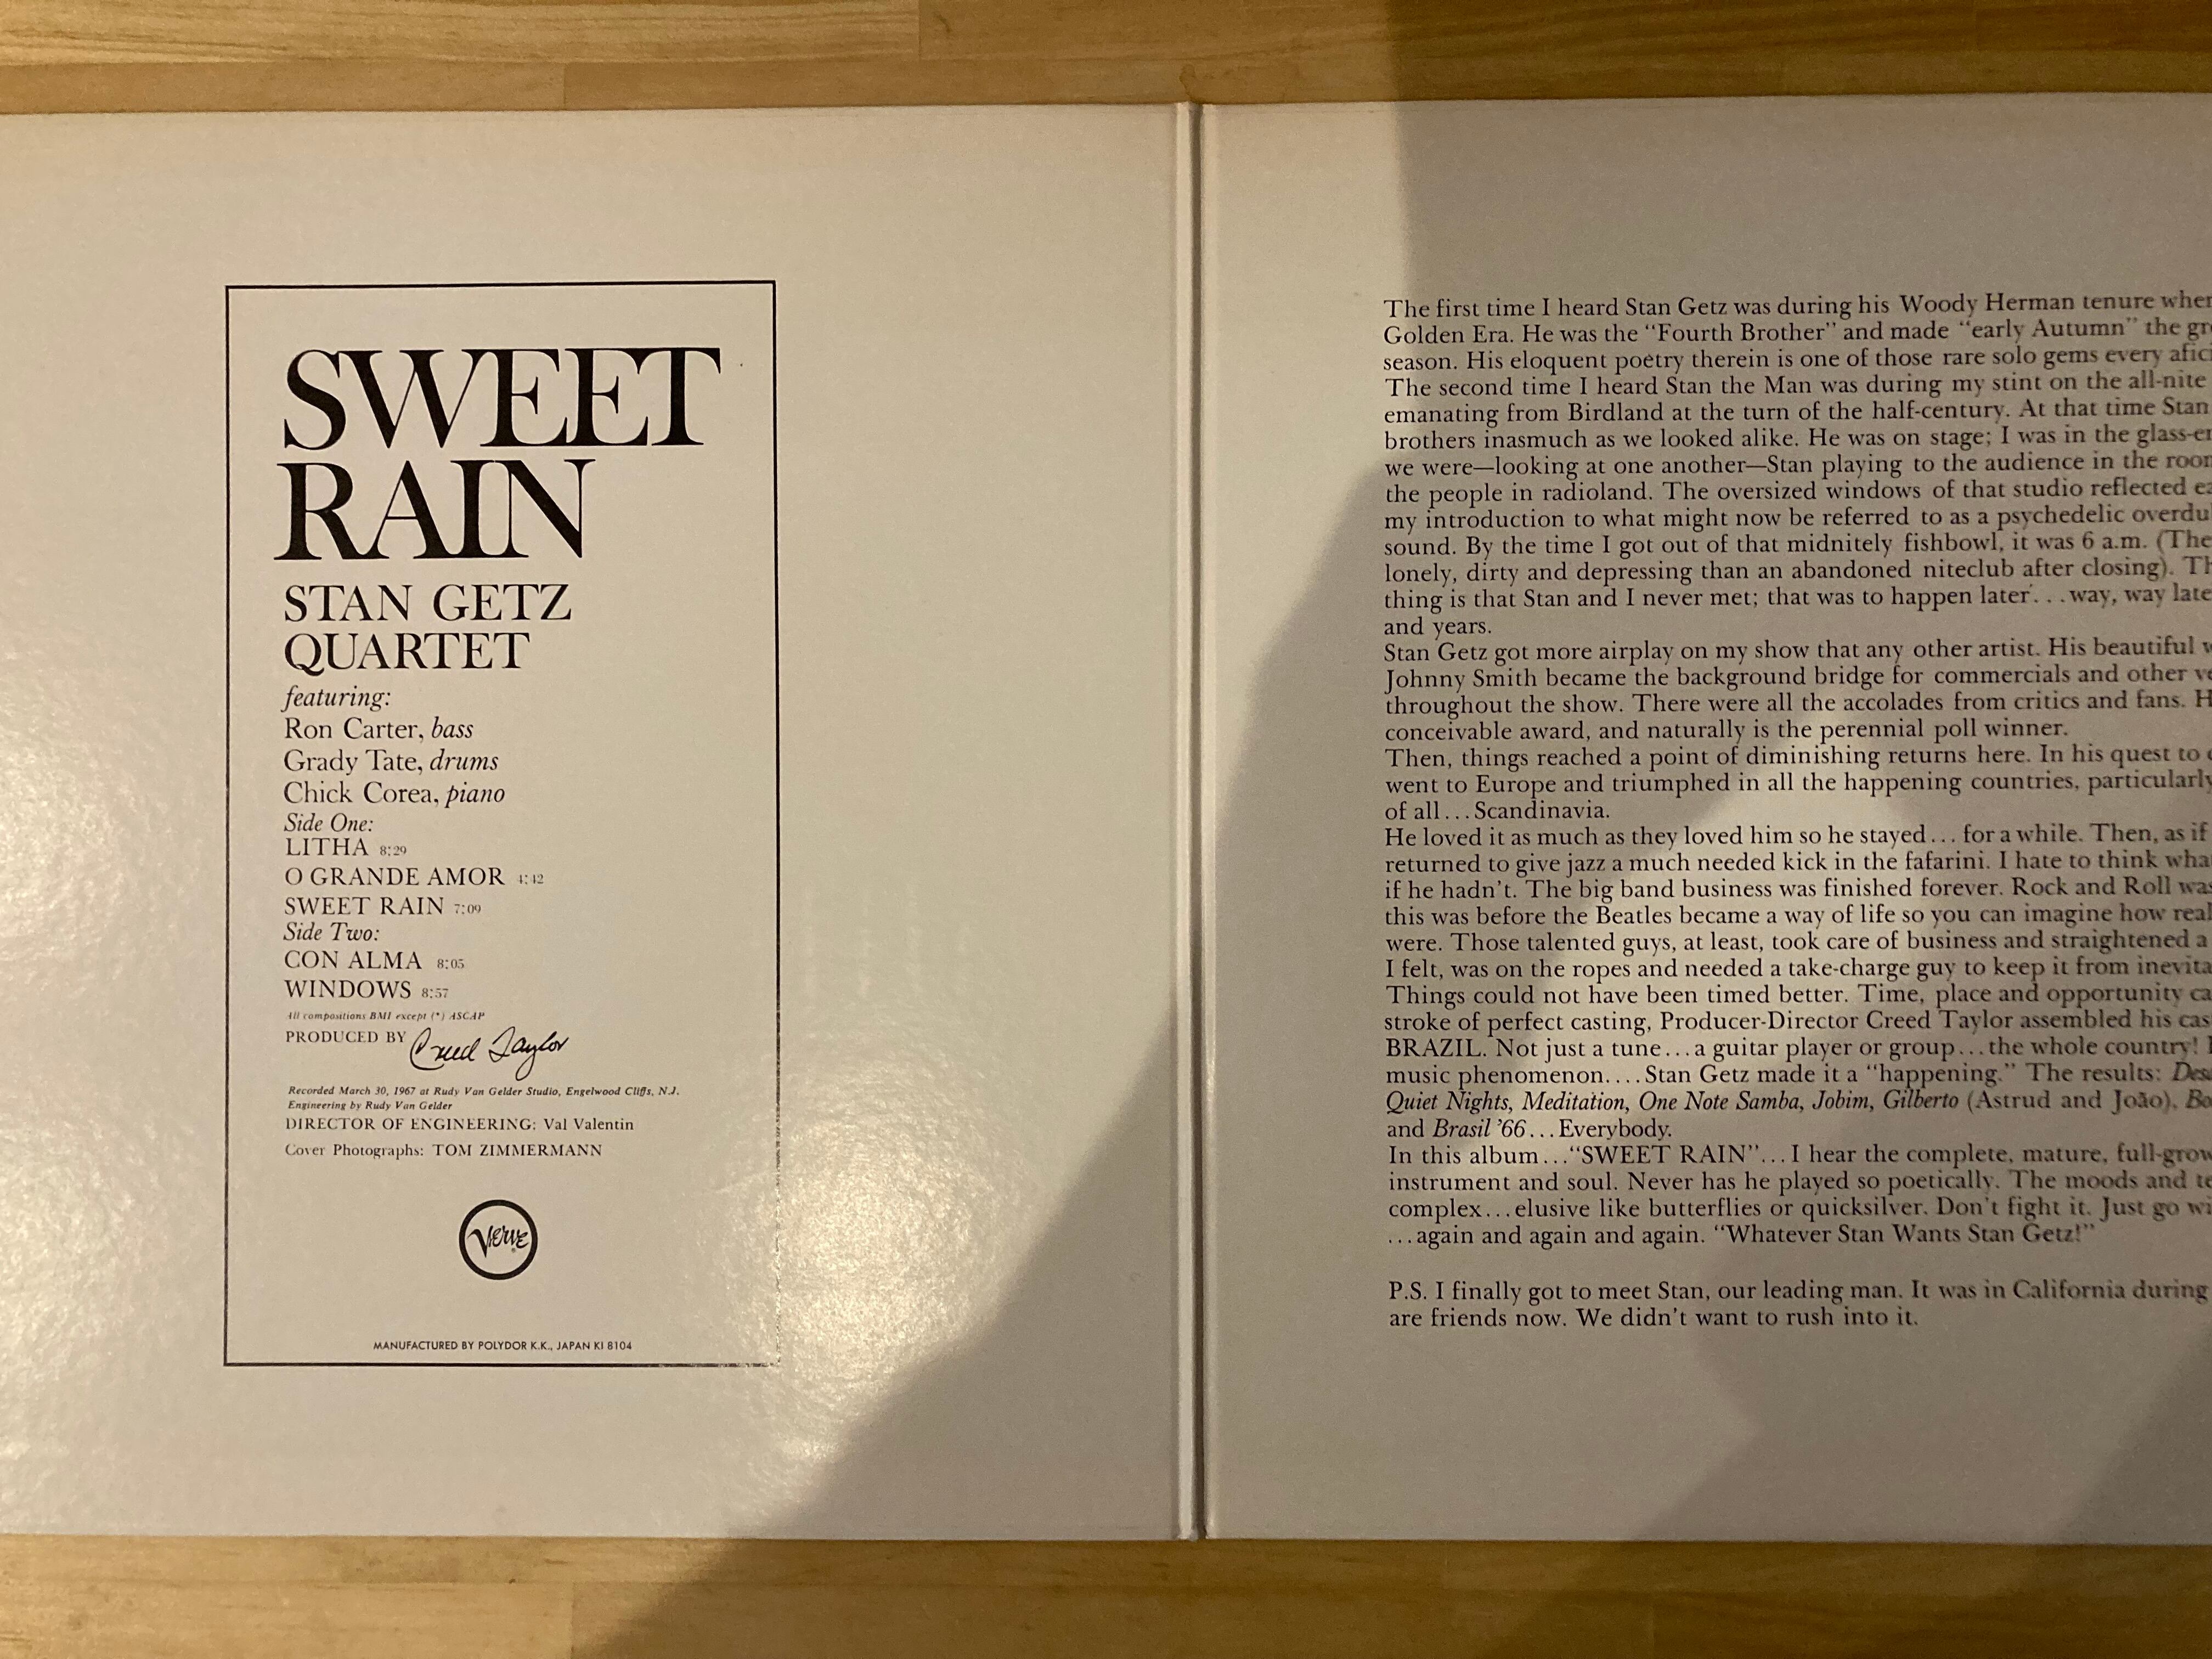 SWEET
RAIN
STAN GETZ
QUARTET
featuring:
Ron Carter, bass
Grady Tate, drums
Chick Corea, piano
Side One:
LITHA 8:29
O GRANDE AMOR 4:42
SWEET RAIN 7:09
Side Two:
CON ALMA 8:05
WINDOWS 8:57
All compositions BMI except (*) ASCAP
PRODUCED BY Creed Taylor
Recorded March 30, 1967 at Rudy Van Gelder Studio, Engelwood Cliffs, N.J.
Engineering by Rudy Van Gelder
DIRECTOR OF ENGINEERING: Val Valentin
Cover Photographs: TOM ZIMMERMANN
Verve
MANUFACTURED BY POLYDOR K.K., JAPAN KI 8104
The first time I heard Stan Getz was during his Woody Herman tenure
Golden Era. He was the “Fourth Brother” and made “early Autumn” the
season. His eloquent poetry therein is one of those rare solo gems every
The second time I heard Stan the Man was during my stint on the all-nite
emanating from Birdland at the turn of the half-century. At that time Stan
brothers inasmuch as we looked alike. He was on stage; I was in the
we were—looking at one another—Stan playing to the audience in the
the people in radioland. The oversized windows of that studio reflected
my introduction to what might now be referred to as a psychedelic
sound. By the time I got out of that midnitely fishbowl, it was 6 a.m. (The
lonely, dirty and depressing than an abandoned niteclub after closing).
thing is that Stan and I never met; that was to happen later...way, way
and years.
Stan Getz got more airplay on my show that any other artist. His beautiful
Johnny Smith became the background bridge for commercials and other
throughout the show. There were all the accolades from critics and fans.
conceivable award, and naturally is the perennial poll winner.
Then, things reached a point of diminishing returns here. In his quest to
went to Europe and triumphed in all the happening countries, particularly
of all...Scandinavia.
He loved it as much as they loved him so he stayed...for a while. Then, as if
returned to give jazz a much needed kick in the fafarini. I hate to think
if he hadn't. The big band business was finished forever. Rock and Roll was
this was before the Beatles became a way of life so you can imagine how
were. Those talented guys, at least, took care of business and straightened a
I felt, was on the ropes and needed a take-charge guy to keep it from
Things could not have been timed better. Time, place and opportunity
stroke of perfect casting, Producer-Director Creed Taylor assembled his
BRAZIL. Not just a tune...a guitar player or group...the whole country!
music phenomenon....Stan Getz made it a “happening.” The results:
Quiet Nights, Meditation, One Note Samba, Jobim, Gilberto (Astrud and João),
and Brasil '66...Everybody.
In this album...“SWEET RAIN”...I hear the complete, mature,
instrument and soul. Never has he played so poetically. The moods and
complex...elusive like butterflies or quicksilver. Don't fight it. Just go
...again and again and again. “Whatever Stan Wants Stan Getz!”
P.S. I finally got to meet Stan, our leading man. It was in California during
are friends now. We didn't want to rush into it.